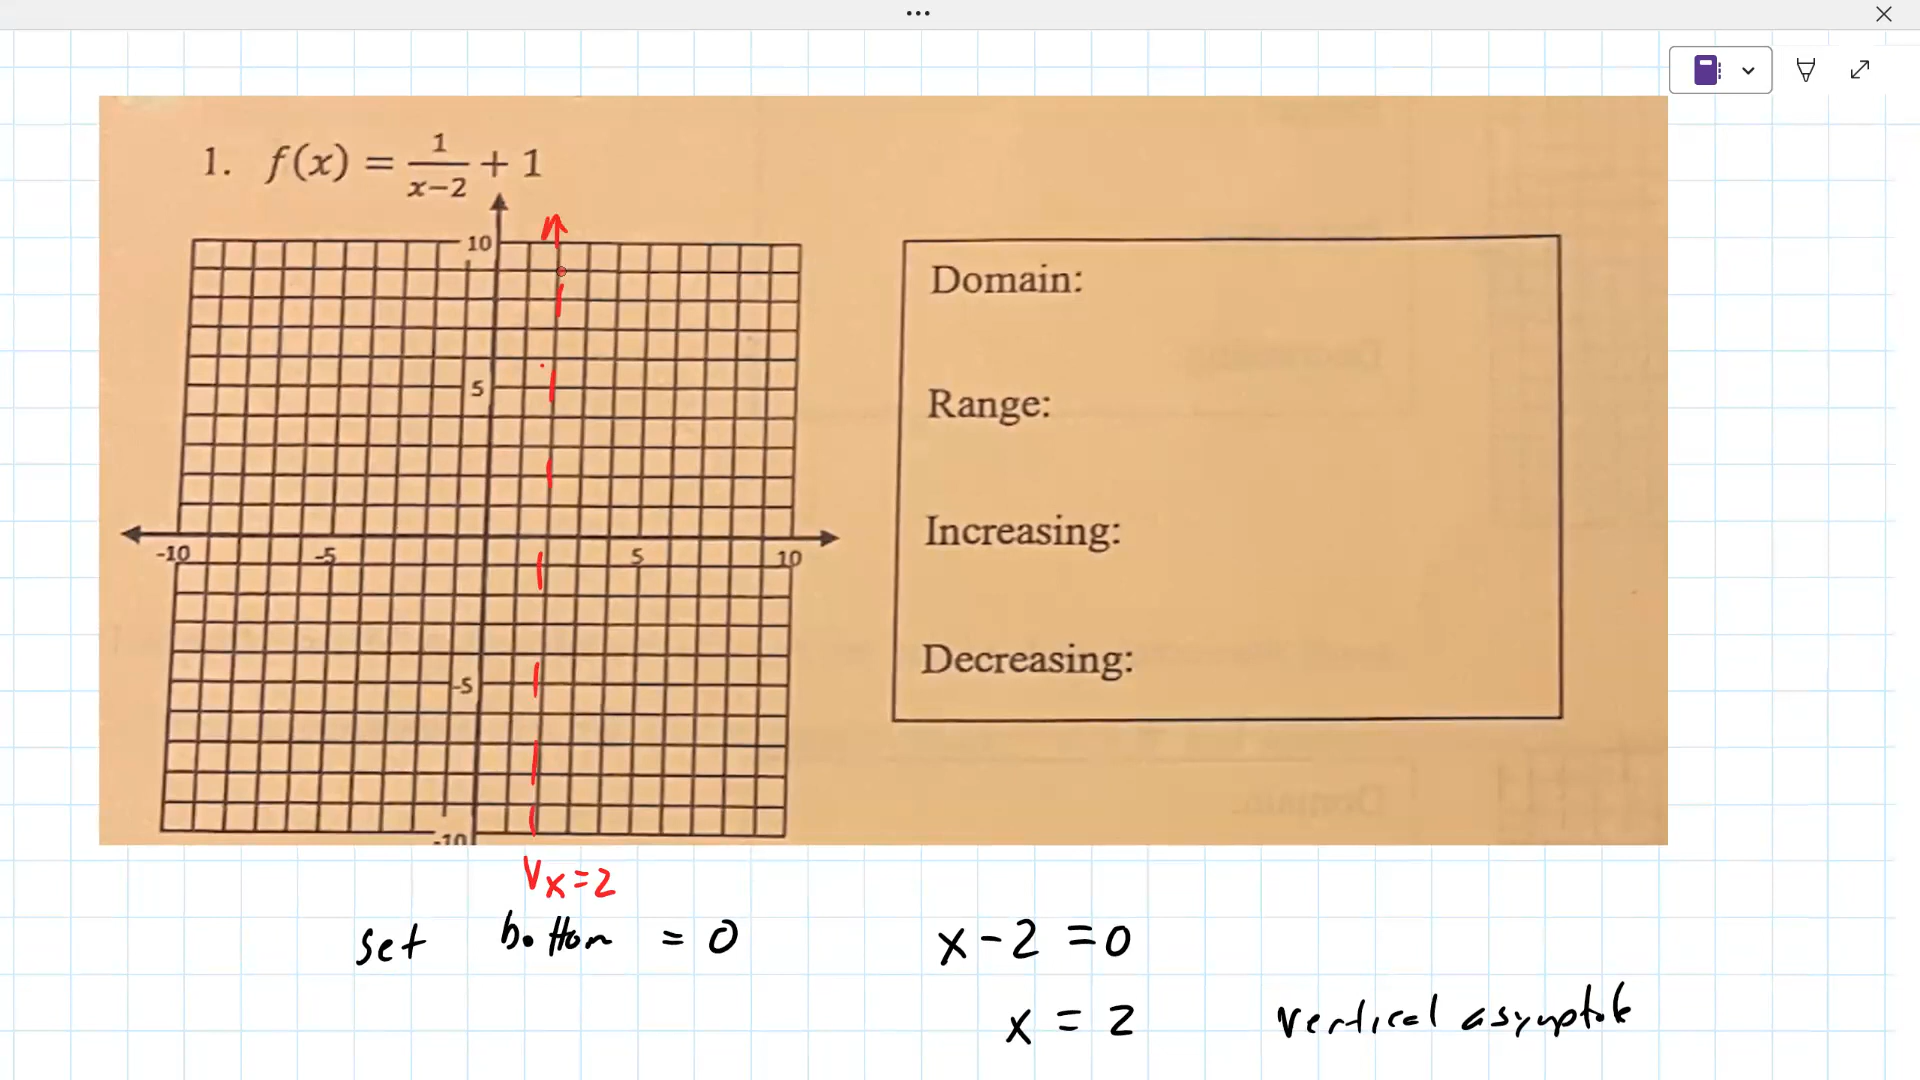 1. f(x) = 1/(x−2) + 1
10
5
-10 -5 5 10
-5
-10
Domain:
Range:
Increasing:
Decreasing:
x = 2
set bottom = 0 x - 2 = 0
x = 2 vertical asymptote